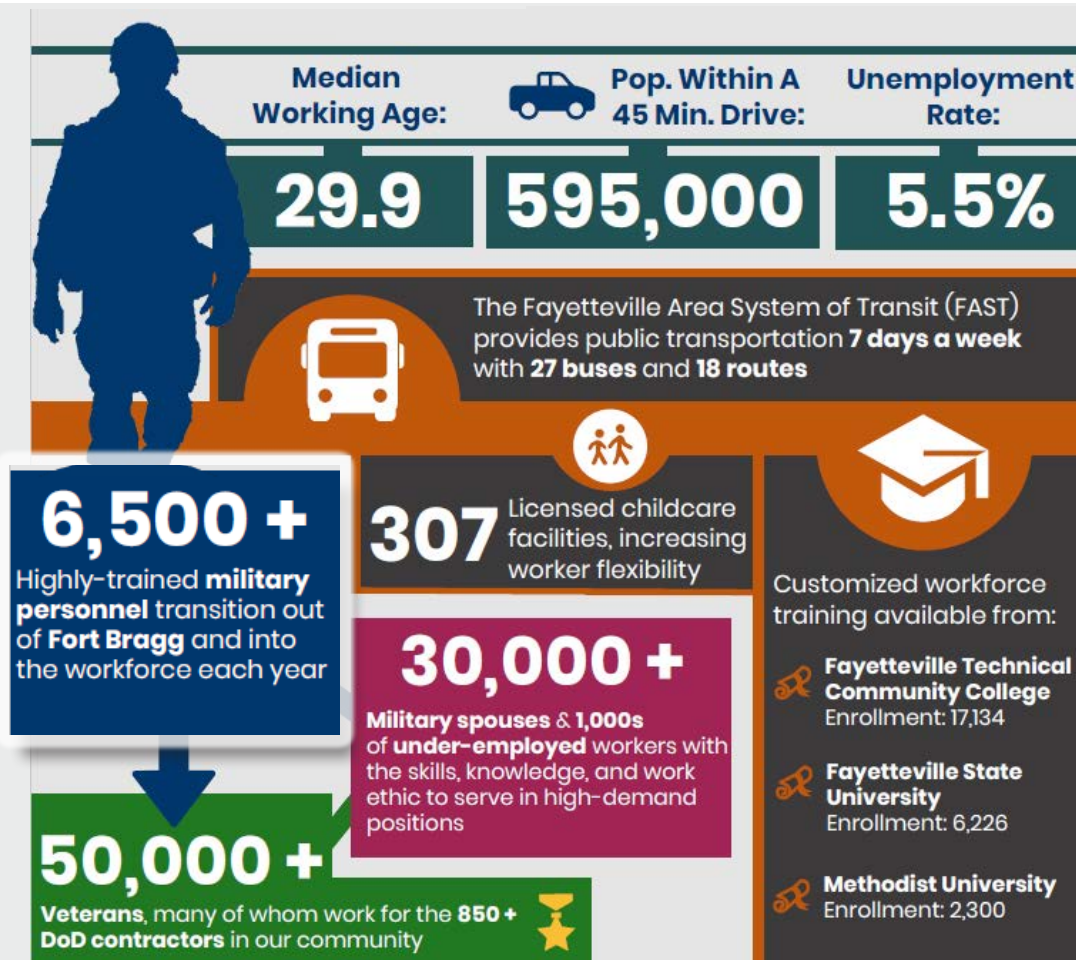 Median
Working Age:
29.9
Pop. Within A
45 Min. Drive:
595,000
Unemployment
Rate:
5.5%
The Fayetteville Area System of Transit (FAST)
provides public transportation 7 days a week
with 27 buses and 18 routes
6,500 +
Highly-trained military
personnel transition out
of Fort Bragg and into
the workforce each year
307
Licensed childcare
facilities, increasing
worker flexibility
30,000 +
Military spouses & 1,000s
of under-employed workers with
the skills, knowledge, and work
ethic to serve in high-demand
positions
50,000 +
Veterans, many of whom work for the 850 +
DoD contractors in our community
Customized workforce
training available from:
Fayetteville Technical
Community College
Enrollment: 17,134
Fayetteville State
University
Enrollment: 6,226
Methodist University
Enrollment: 2,300